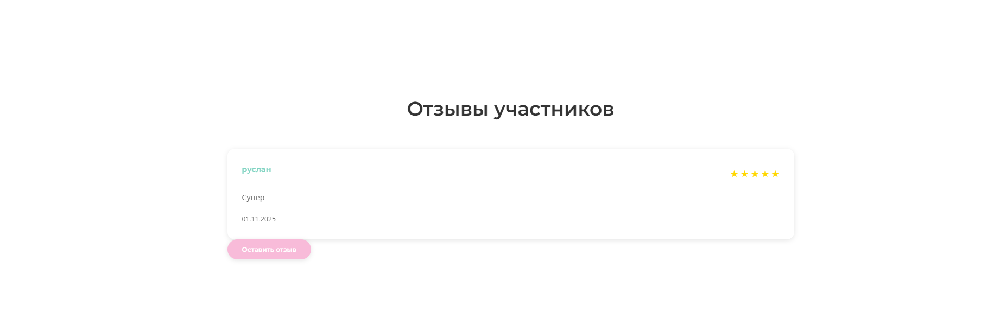 Отзывы участников
руслан
★ ★ ★ ★ ★
Супер
01.11.2025
Оставить отзыв